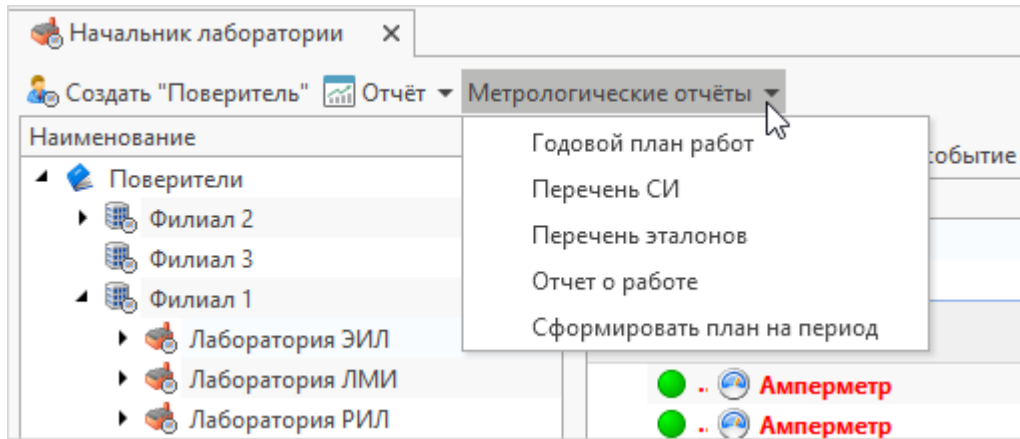 Начальник лаборатории
Создать "Поверитель" Отчёт Метрологические отчёты
Наименование
Поверители
Филиал 2
Филиал 3
Филиал 1
Лаборатория ЭИЛ
Лаборатория ЛМИ
Лаборатория РИЛ
Годовой план работ
Перечень СИ
Перечень эталонов
Отчет о работе
Сформировать план на период
событие
.. Амперметр
.. Амперметр